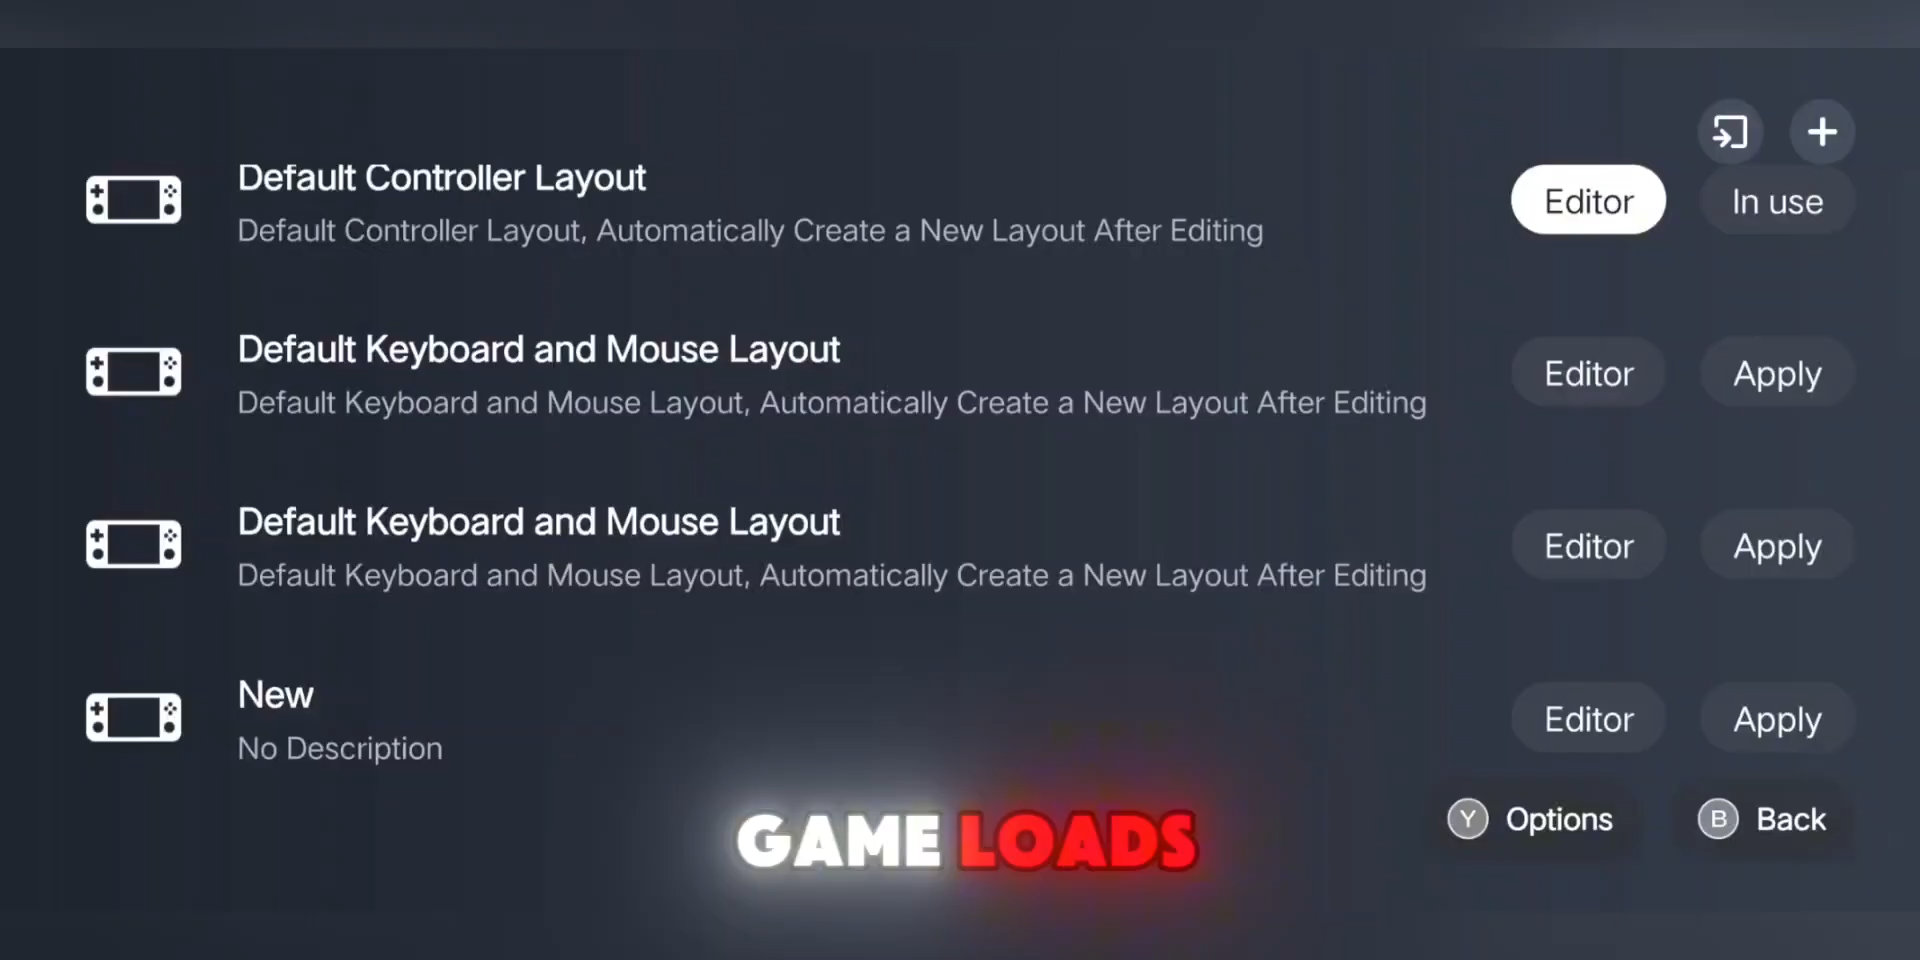 Default Controller Layout
Default Controller Layout, Automatically Create a New Layout After Editing
Editor
In use
Default Keyboard and Mouse Layout
Default Keyboard and Mouse Layout, Automatically Create a New Layout After Editing
Editor
Apply
Default Keyboard and Mouse Layout
Default Keyboard and Mouse Layout, Automatically Create a New Layout After Editing
Editor
Apply
New
No Description
Editor
Apply
GAME LOADS
Y Options
B Back